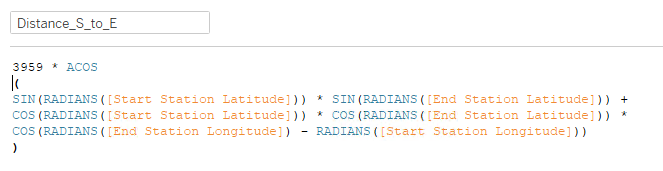 Distance_S_to_E
3959 * ACOS
(
SIN(RADIANS([Start Station Latitude])) * SIN(RADIANS([End Station Latitude])) +
COS(RADIANS([Start Station Latitude])) * COS(RADIANS([End Station Latitude])) *
COS(RADIANS([End Station Longitude]) - RADIANS([Start Station Longitude]))
)